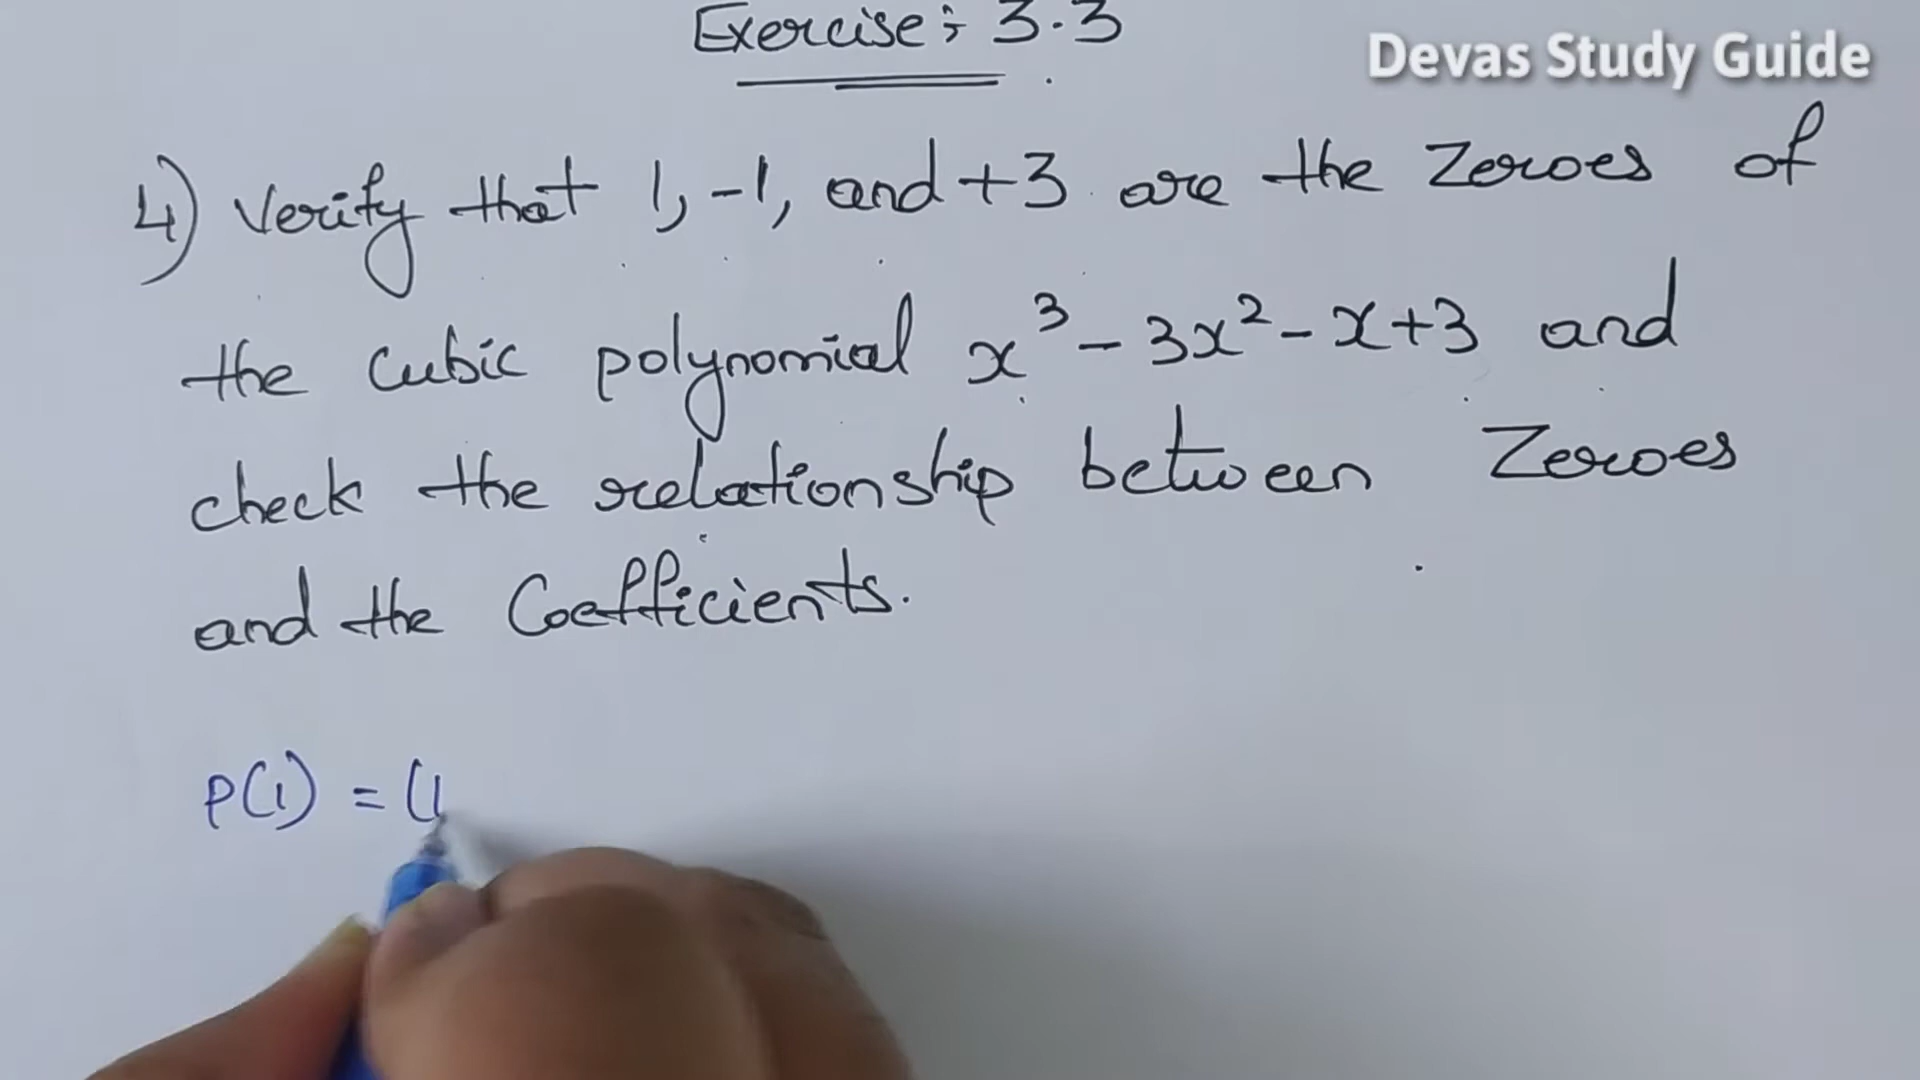 Exercise: 3.3
Devas Study Guide
4) Verify that 1, -1, and +3 are the Zeroes of
the Cubic polynomial x³ - 3x² - x + 3 and
check the relationship between Zeroes
and the Coefficients.
P(1) = (1